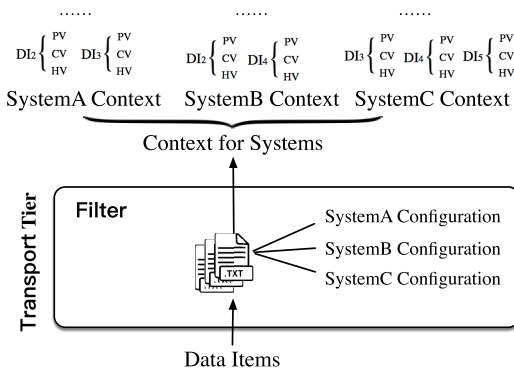 ...... ...... ......
DI2 { PV CV HV DI3 { PV CV HV DI2 { PV CV HV DI4 { PV CV HV DI3 { PV CV HV DI4 { PV CV HV DI5 { PV CV HV
SystemA Context SystemB Context SystemC Context
Context for Systems
Transport Tier
Filter
SystemA Configuration
SystemB Configuration
SystemC Configuration
.TXT
Data Items